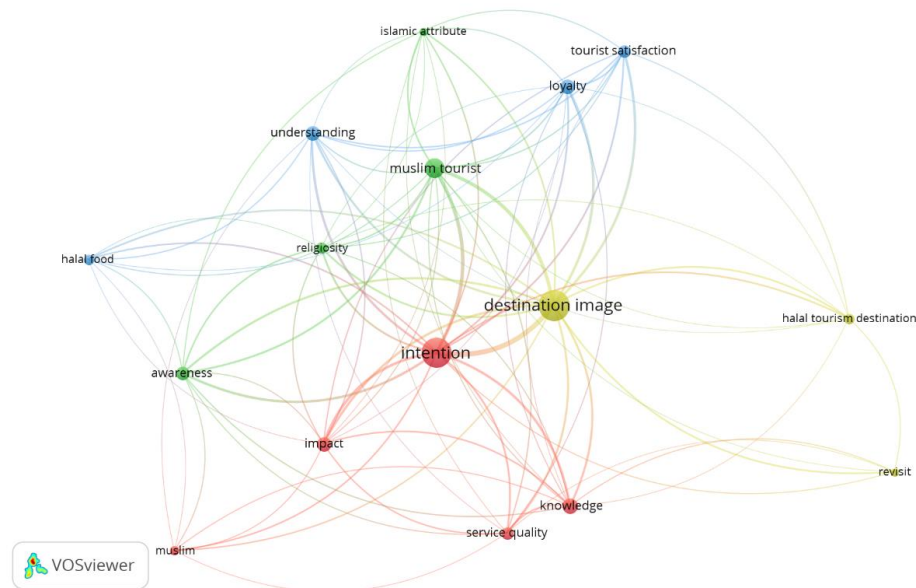 islamic attribute
tourist satisfaction
loyalty
understanding
muslim tourist
religiosity
halal food
destination image
halal tourism destination
intention
awareness
impact
revisit
knowledge
service quality
muslim
VOSviewer